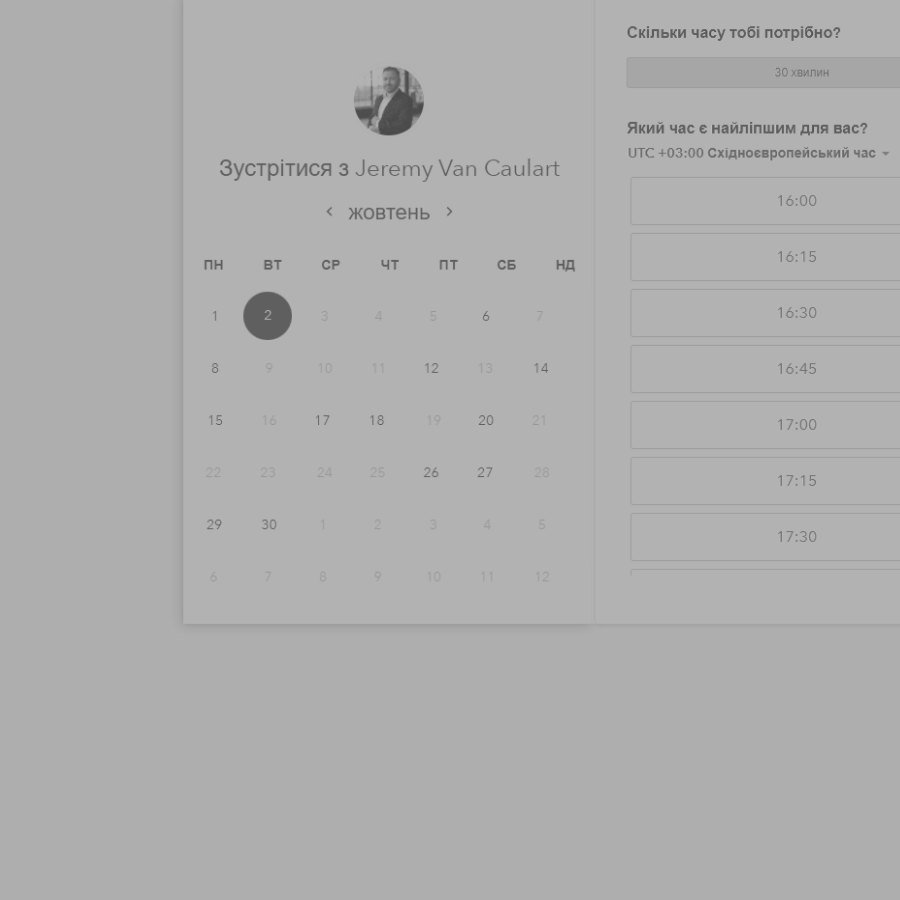 Зустрітися з Jeremy Van Caulart
жовтень
ПН ВТ СР ЧТ ПТ СБ НД
1 2 3 4 5 6 7
8 9 10 11 12 13 14
15 16 17 18 19 20 21
22 23 24 25 26 27 28
29 30 1 2 3 4 5
6 7 8 9 10 11 12
Скільки часу тобі потрібно?
30 хвилин
Який час є найліпшим для вас?
UTC +03:00 Східноєвропейський час
16:00
16:15
16:30
16:45
17:00
17:15
17:30